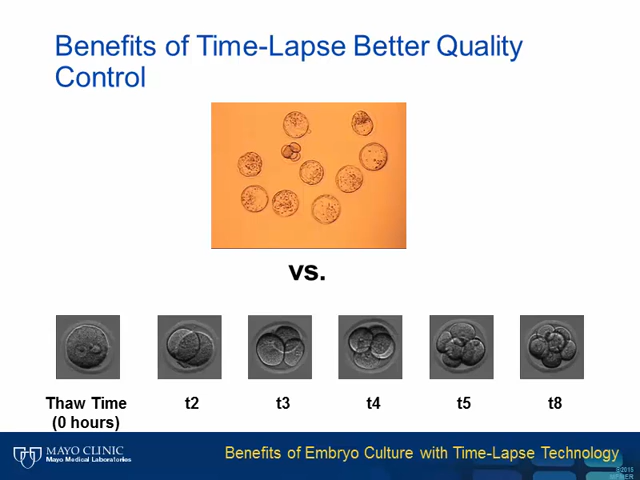 Benefits of Time-Lapse Better Quality
Control
vs.
Thaw Time
(0 hours)
t2
t3
t4
t5
t8
MAYO CLINIC
Mayo Medical Laboratories
Benefits of Embryo Culture with Time-Lapse Technology